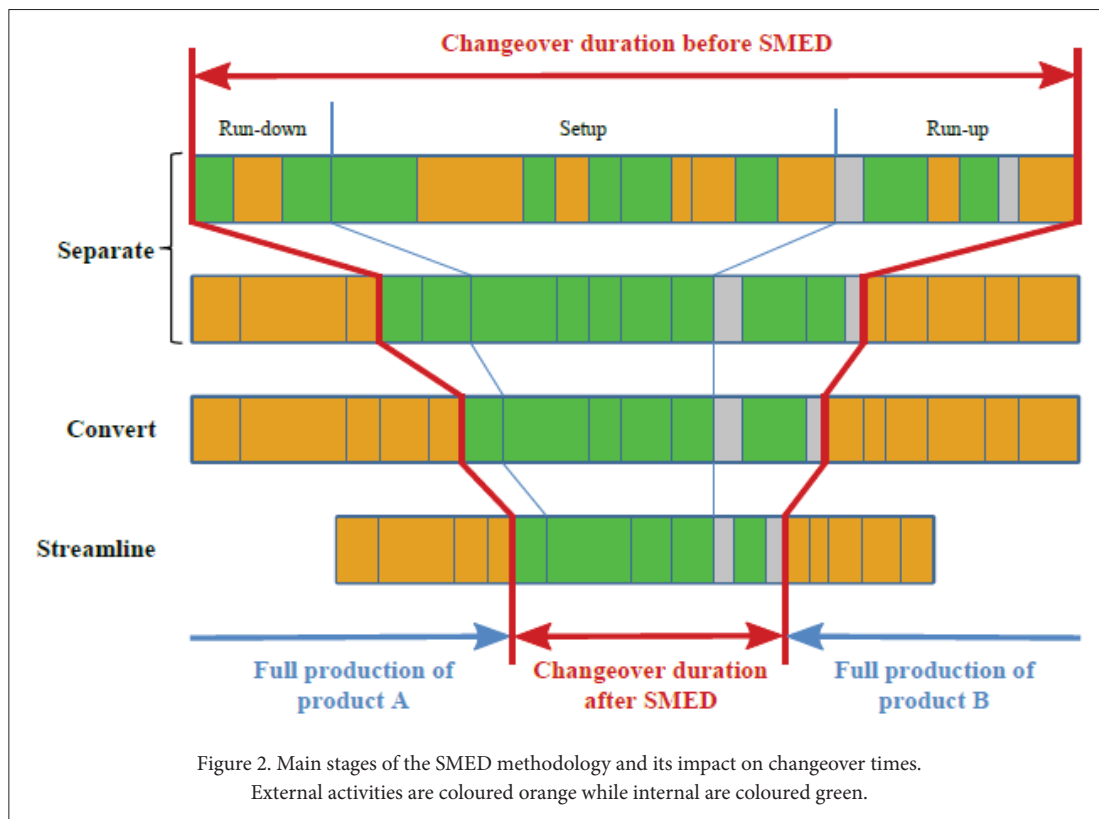 Changeover duration before SMED
Run-down
Setup
Run-up
Separate
Convert
Streamline
Full production of
product A
Changeover duration
after SMED
Full production of
product B
Figure 2. Main stages of the SMED methodology and its impact on changeover times.
External activities are coloured orange while internal are coloured green.